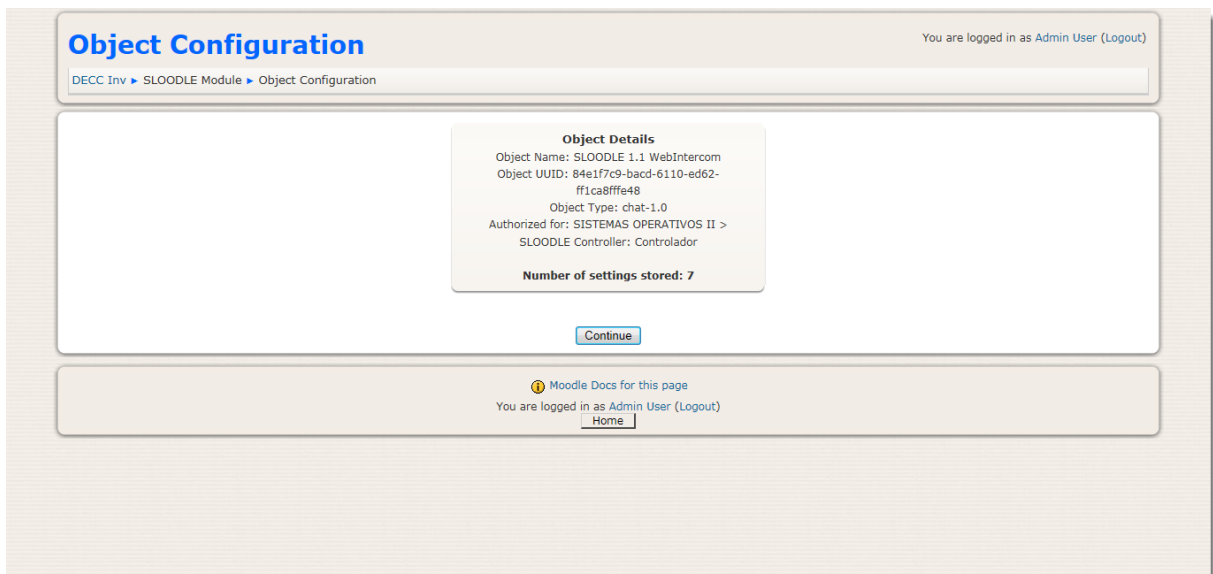 Object Configuration
You are logged in as Admin User (Logout)
DECC Inv ► SLOODLE Module ► Object Configuration
Object Details
Object Name: SLOODLE 1.1 WebIntercom
Object UUID: 84e1f7c9-bacd-6110-ed62-
ff1ca8fffe48
Object Type: chat-1.0
Authorized for: SISTEMAS OPERATIVOS II >
SLOODLE Controller: Controlador
Number of settings stored: 7
Continue
Moodle Docs for this page
You are logged in as Admin User (Logout)
Home